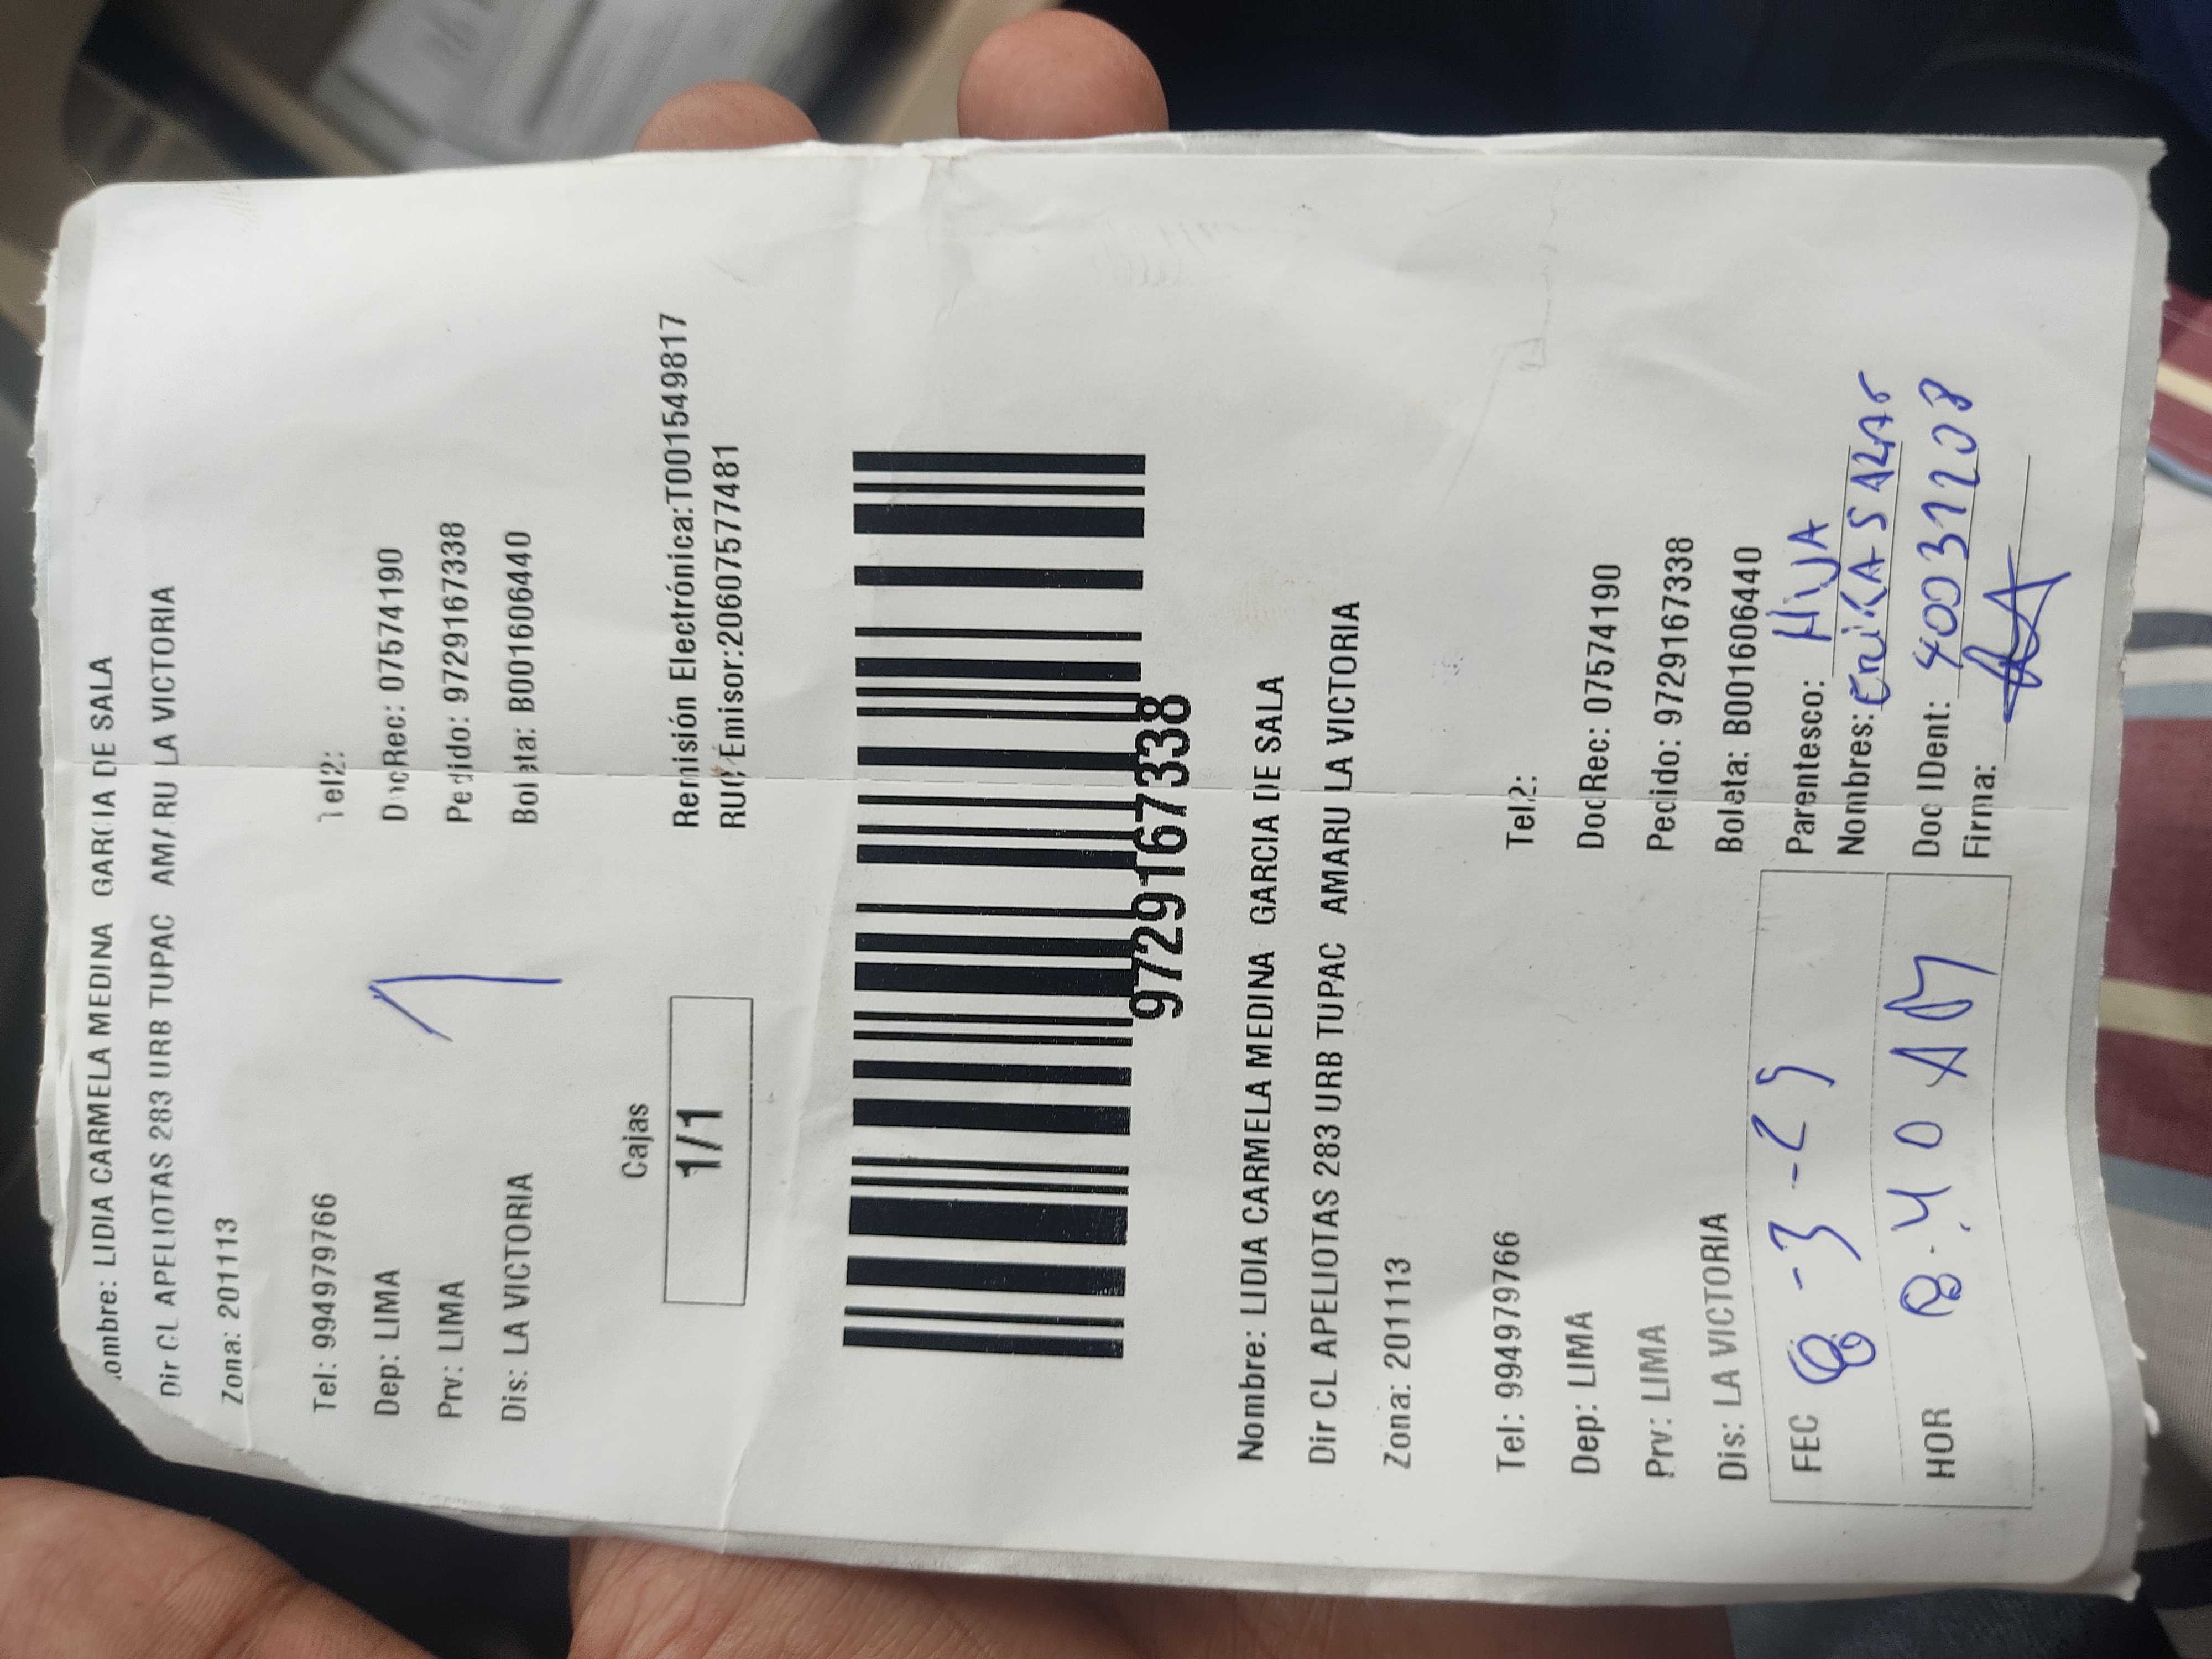 ombre: LIDIA CARMELA MEDINA GARCIA DE SALA
Dir CL APELIOTAS 283 URB TUPAC AMARU LA VICTORIA
Zona: 201113
Tel: 994979766 Tel2:
Dep: LIMA DocRec: 07574190
Prv: LIMA Pedido: 9729167338
Dis: LA VICTORIA Boleta: B001606440
1
Cajas
1/1
Remisión Electrónica:T001549817
RUC Emisor:20607577481
9729167338
Nombre: LIDIA CARMELA MEDINA GARCIA DE SALA
Dir CL APELIOTAS 283 URB TUPAC AMARU LA VICTORIA
Zona: 201113
Tel: 994979766 Tel2:
Dep: LIMA DocRec: 07574190
Prv: LIMA Pedido: 9729167338
Dis: LA VICTORIA Boleta: B001606440
FEC 8-3-25 Parentesco: HIJA
Nombres: Erika SALAS
HOR 8:40 AM Doc IDent: 40031208
Firma: